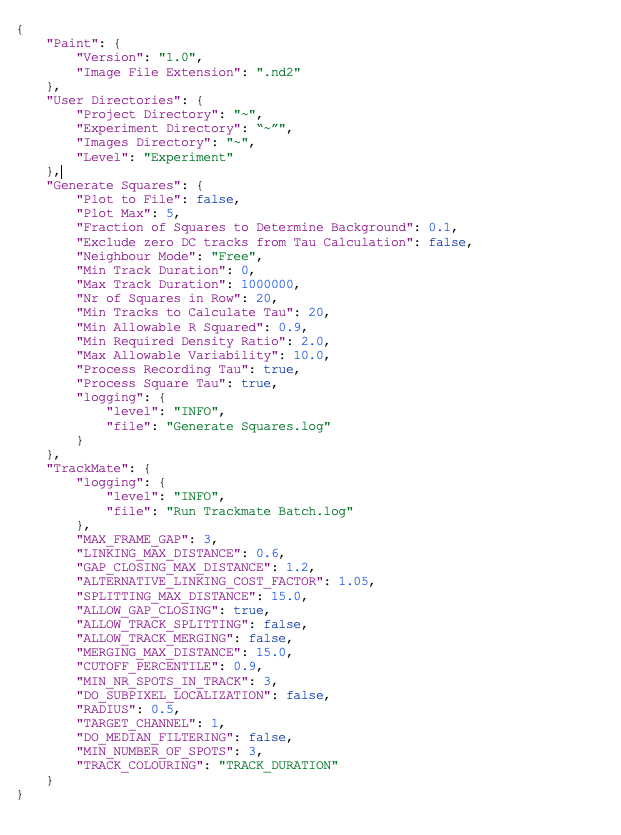 {
    "Paint": {
        "Version": "1.0",
        "Image File Extension": ".nd2"
    },
    "User Directories": {
        "Project Directory": "~",
        "Experiment Directory": “~”",
        "Images Directory": "~",
        "Level": "Experiment"
    },
    "Generate Squares": {
        "Plot to File": false,
        "Plot Max": 5,
        "Fraction of Squares to Determine Background": 0.1,
        "Exclude zero DC tracks from Tau Calculation": false,
        "Neighbour Mode": "Free",
        "Min Track Duration": 0,
        "Max Track Duration": 1000000,
        "Nr of Squares in Row": 20,
        "Min Tracks to Calculate Tau": 20,
        "Min Allowable R Squared": 0.9,
        "Min Required Density Ratio": 2.0,
        "Max Allowable Variability": 10.0,
        "Process Recording Tau": true,
        "Process Square Tau": true,
        "logging": {
            "level": "INFO",
            "file": "Generate Squares.log"
        }
    },
    "TrackMate": {
        "logging": {
            "level": "INFO",
            "file": "Run Trackmate Batch.log"
        },
        "MAX_FRAME_GAP": 3,
        "LINKING_MAX_DISTANCE": 0.6,
        "GAP_CLOSING_MAX_DISTANCE": 1.2,
        "ALTERNATIVE_LINKING_COST_FACTOR": 1.05,
        "SPLITTING_MAX_DISTANCE": 15.0,
        "ALLOW_GAP_CLOSING": true,
        "ALLOW_TRACK_SPLITTING": false,
        "ALLOW_TRACK_MERGING": false,
        "MERGING_MAX_DISTANCE": 15.0,
        "CUTOFF_PERCENTILE": 0.9,
        "MIN_NR_SPOTS_IN_TRACK": 3,
        "DO_SUBPIXEL_LOCALIZATION": false,
        "RADIUS": 0.5,
        "TARGET_CHANNEL": 1,
        "DO_MEDIAN_FILTERING": false,
        "MIN_NUMBER_OF_SPOTS": 3,
        "TRACK_COLOURING": "TRACK_DURATION"
    }
}